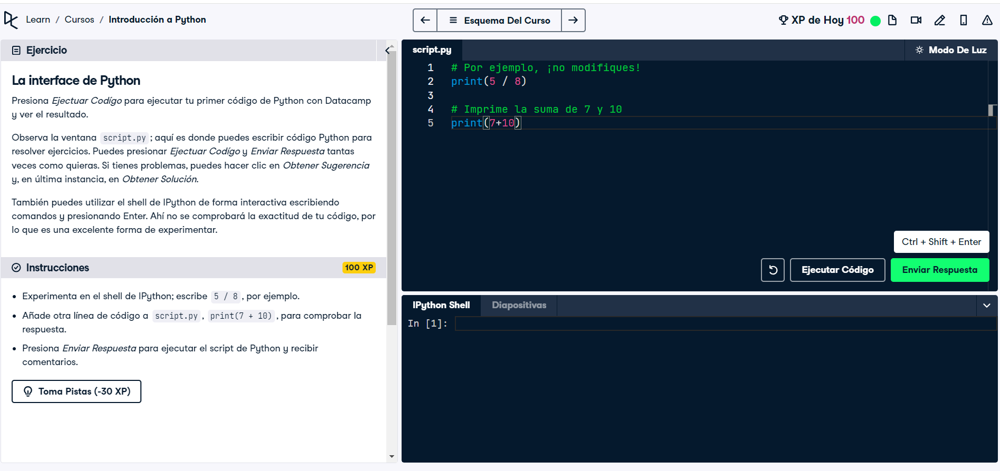 Learn / Cursos / Introducción a Python
Esquema Del Curso
XP de Hoy 100
Ejercicio
La interface de Python
Presiona Ejectuar Codígo para ejecutar tu primer código de Python con Datacamp
y ver el resultado.
Observa la ventana script.py; aquí es donde puedes escribir código Python para
resolver ejercicios. Puedes presionar Ejectuar Codígo y Enviar Respuesta tantas
veces como quieras. Si tienes problemas, puedes hacer clic en Obtener Sugerencia
y, en última instancia, en Obtener Solución.
También puedes utilizar el shell de IPython de forma interactiva escribiendo
comandos y presionando Enter. Ahí no se comprobará la exactitud de tu código, por
lo que es una excelente forma de experimentar.
Instrucciones
100 XP
Experimenta en el shell de IPython; escribe 5 / 8, por ejemplo.
Añade otra línea de código a script.py, print(7 + 10), para comprobar la
respuesta.
Presiona Enviar Respuesta para ejecutar el script de Python y recibir
comentarios.
Toma Pistas (-30 XP)
script.py
Modo De Luz
1 # Por ejemplo, ¡no modifiques!
2 print(5 / 8)
3
4 # Imprime la suma de 7 y 10
5 print(7+10)
Ctrl + Shift + Enter
Ejecutar Código
Enviar Respuesta
IPython Shell
Diapositivas
In [1]: